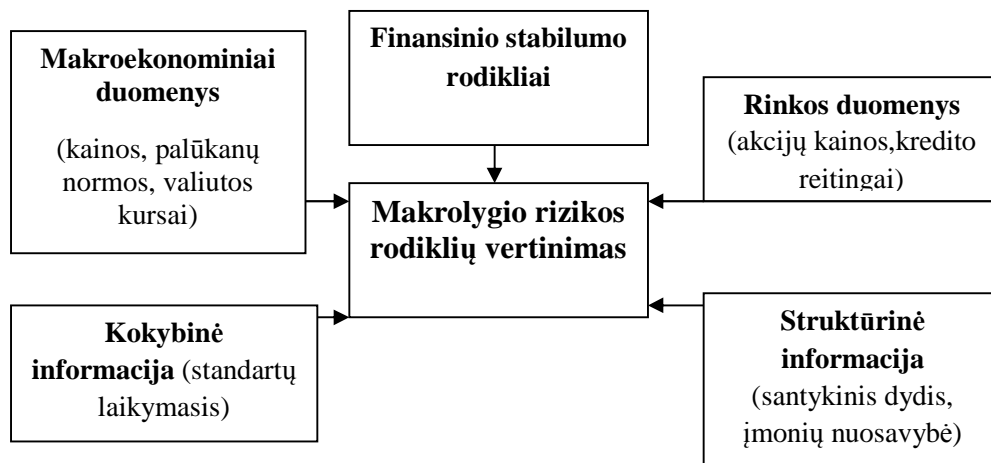 Makroekonominiai
duomenys
(kainos, palūkanų
normos, valiutos
kursai)
Finansinio stabilumo
rodikliai
Rinkos duomenys
(akcijų kainos,kredito
reitingai)
Makrolygio rizikos
rodiklių vertinimas
Kokybinė
informacija (standartų
laikymasis)
Struktūrinė
informacija
(santykinis dydis,
įmonių nuosavybė)